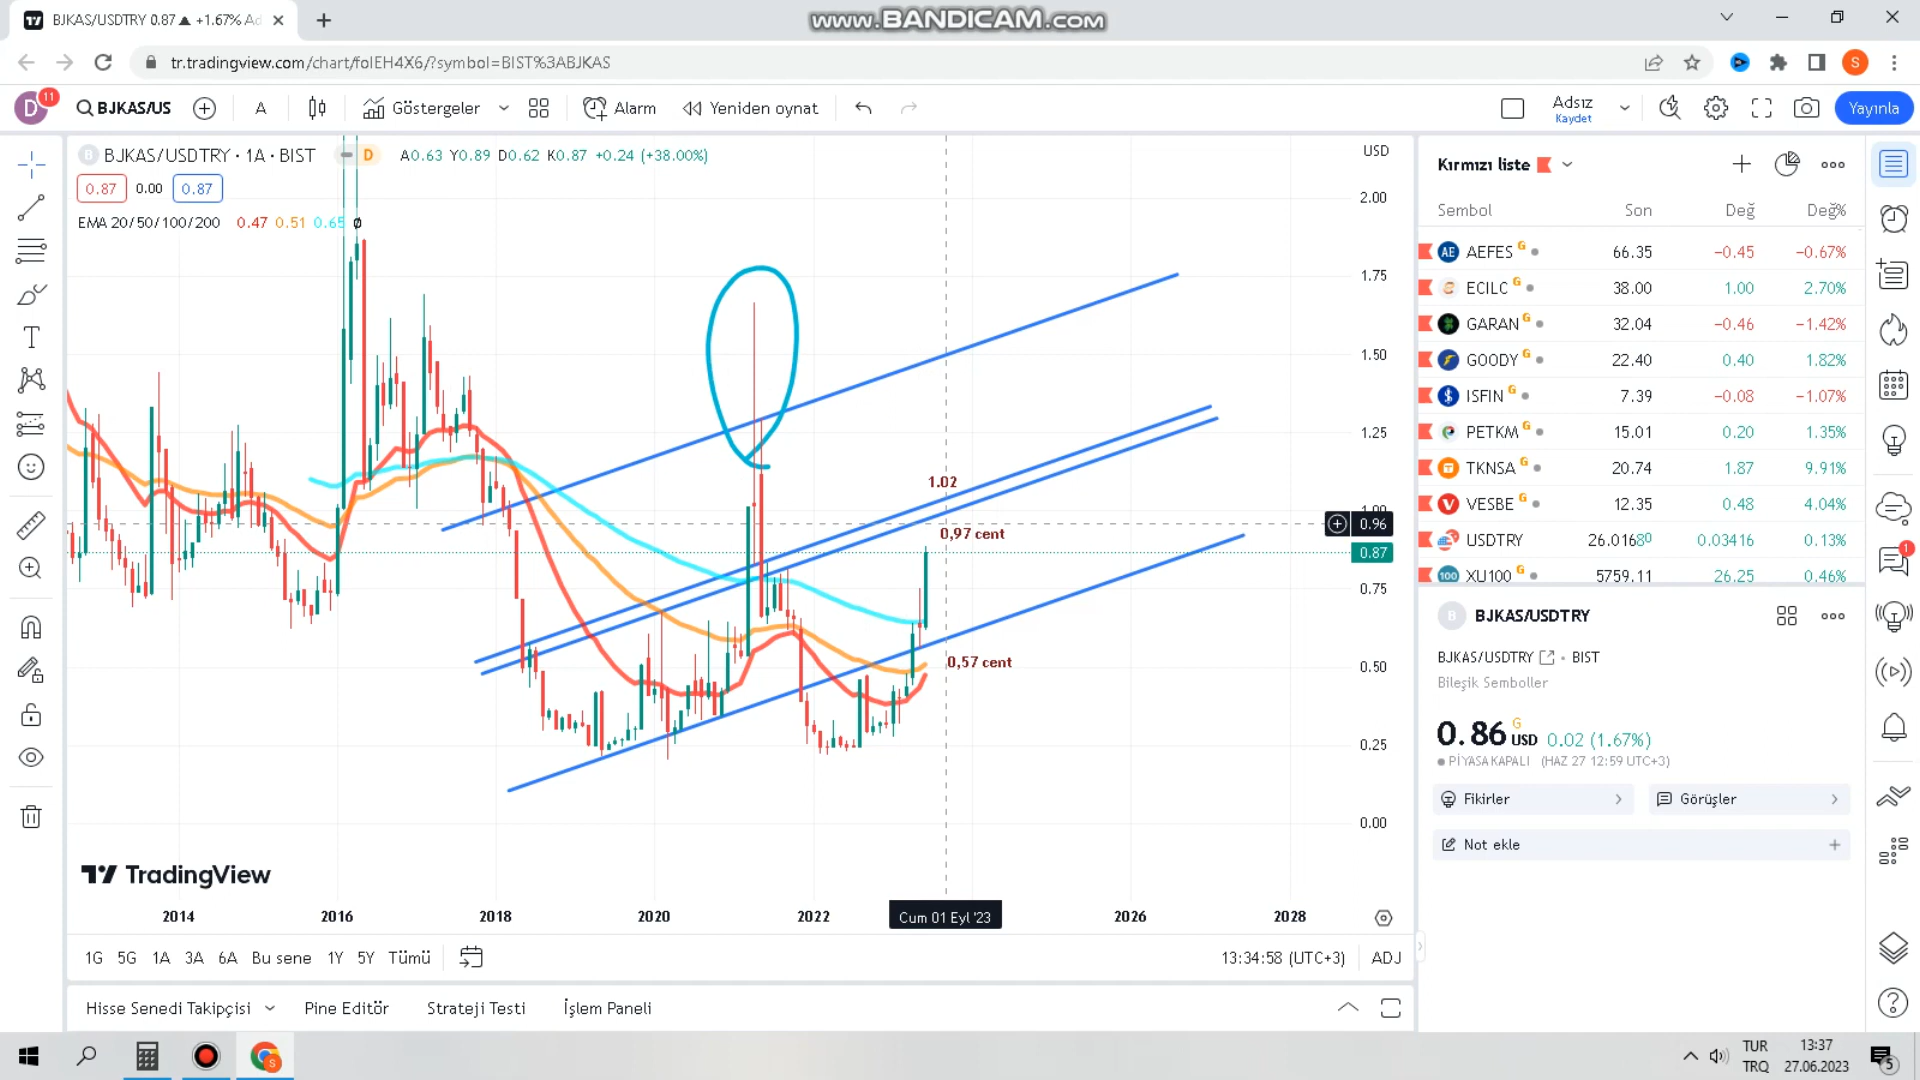 BJKAS/USDTRY 0.87 ▲ +1.67% Ad
www.BANDICAM.com
tr.tradingview.com/chart/folEH4X6/?symbol=BIST%3ABJKAS
S
D 11
BJKAS/US
A
Göstergeler
Alarm
Yeniden oynat
Adsız
Kaydet
Yayınla
B BJKAS/USDTRY · 1A · BIST D A0.63 Y0.89 D0.62 K0.87 +0.24 (+38.00%)
0.87 0.00 0.87
EMA 20/50/100/200 0.47 0.51 0.65 ø
USD
2.00
1.75
1.50
1.25
1.00
0.96
0.87
0.75
0.50
0.25
0.00
1.02
0,97 cent
0,57 cent
TradingView
2014 2016 2018 2020 2022 Cum 01 Eyl '23 2026 2028
1G 5G 1A 3A 6A Bu sene 1Y 5Y Tümü
13:34:58 (UTC+3) ADJ
Hisse Senedi Takipçisi Pine Editör Strateji Testi İşlem Paneli
Kırmızı liste
Sembol Son Değ Değ%
AE AEFES G 66.35 −0.45 −0.67%
ECILC G 38.00 1.00 2.70%
GARAN G 32.04 −0.46 −1.42%
GOODY G 22.40 0.40 1.82%
ISFIN G 7.39 −0.08 −1.07%
PETKM G 15.01 0.20 1.35%
TKNSA G 20.74 1.87 9.91%
VESBE G 12.35 0.48 4.04%
USDTRY 26.0168⁰ 0.03416 0.13%
100 XU100 G 5759.11 26.25 0.46%
B BJKAS/USDTRY
BJKAS/USDTRY · BIST
Bileşik Semboller
0.86 G USD 0.02 (1.67%)
PİYASA KAPALI (HAZ 27 12:59 UTC+3)
Fikirler
Görüşler
Not ekle
1
TUR
TRQ
13:37
27.06.2023
5